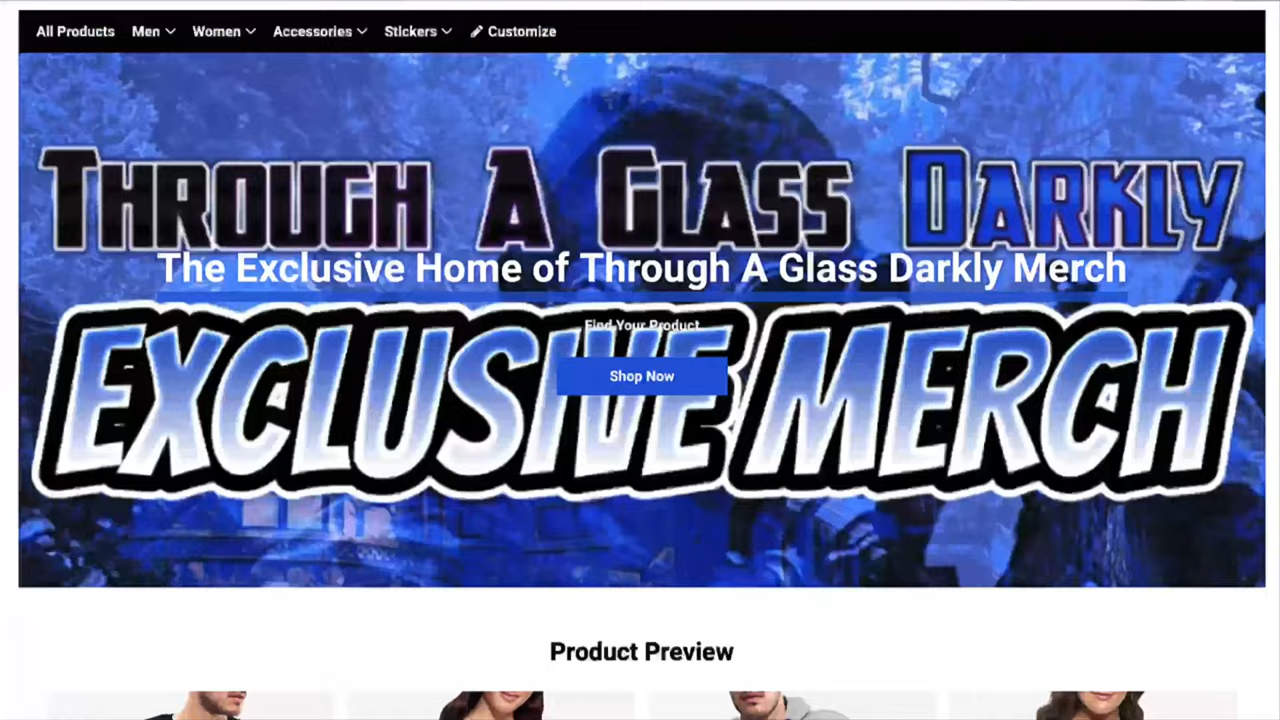 All Products Men Women Accessories Stickers Customize
Through A Glass Darkly
The Exclusive Home of Through A Glass Darkly Merch
Find Your Product
EXCLUSIVE MERCH
Shop Now
Product Preview